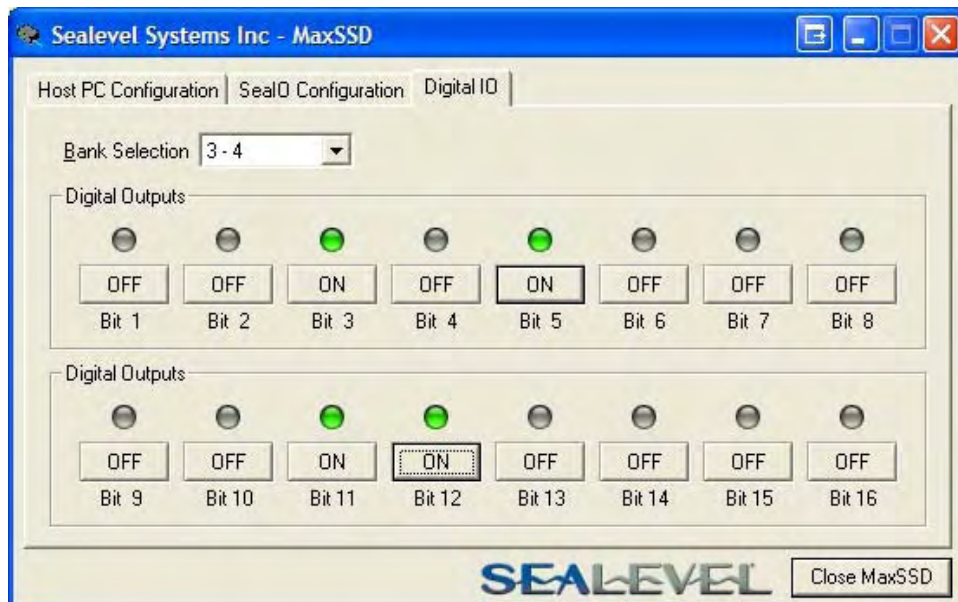 Sealevel Systems Inc - MaxSSD
Host PC Configuration SeaIO Configuration Digital IO
Bank Selection 3 - 4
Digital Outputs
OFF OFF ON OFF ON OFF OFF OFF
Bit 1 Bit 2 Bit 3 Bit 4 Bit 5 Bit 6 Bit 7 Bit 8
Digital Outputs
OFF OFF ON ON OFF OFF OFF OFF
Bit 9 Bit 10 Bit 11 Bit 12 Bit 13 Bit 14 Bit 15 Bit 16
SEALEVEL Close MaxSSD